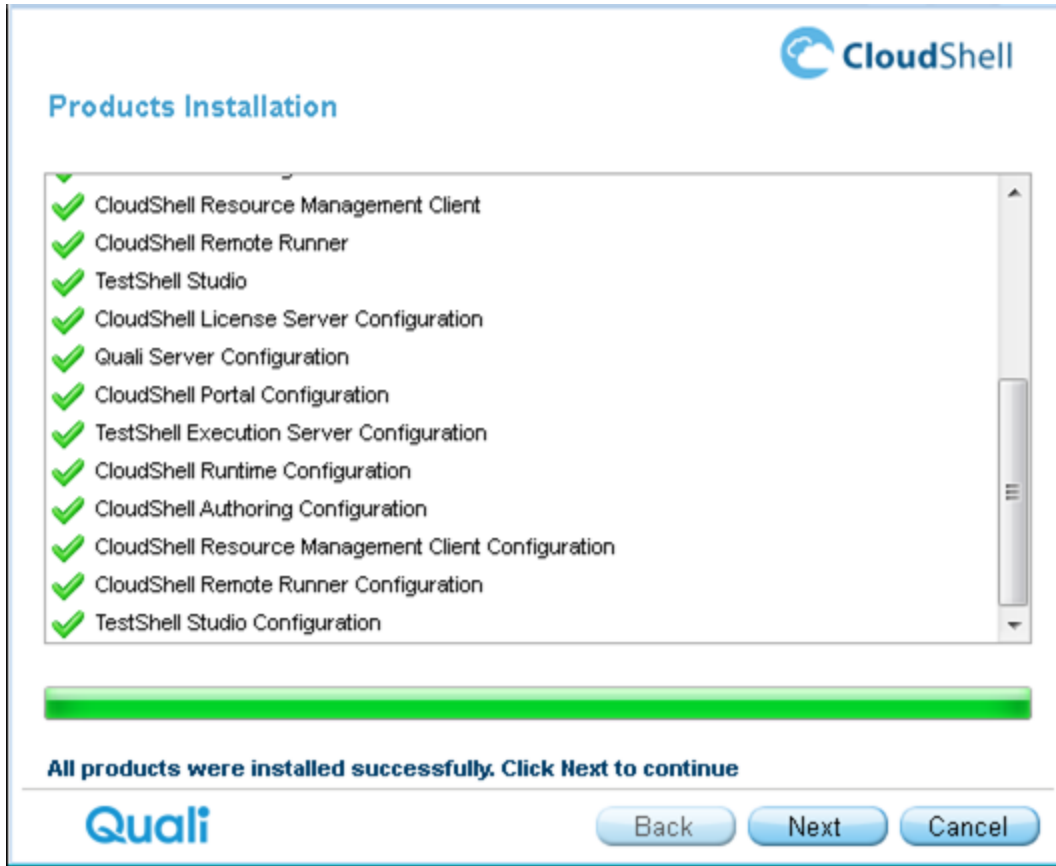 CloudShell
Products Installation
CloudShell Resource Management Client
CloudShell Remote Runner
TestShell Studio
CloudShell License Server Configuration
Quali Server Configuration
CloudShell Portal Configuration
TestShell Execution Server Configuration
CloudShell Runtime Configuration
CloudShell Authoring Configuration
CloudShell Resource Management Client Configuration
CloudShell Remote Runner Configuration
TestShell Studio Configuration
All products were installed successfully. Click Next to continue
Quali
Back
Next
Cancel